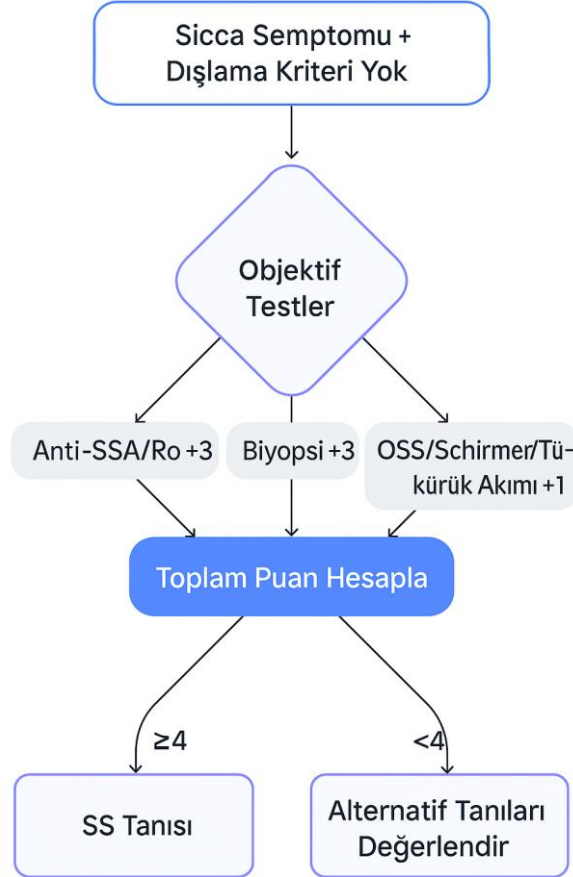 Sicca Semptomu +
Dışlama Kriteri Yok
Objektif
Testler
Anti-SSA/Ro +3
Biyopsi +3
OSS/Schirmer/Tü-
kürük Akımı +1
Toplam Puan Hesapla
≥4
<4
SS Tanısı
Alternatif Tanıları
Değerlendir